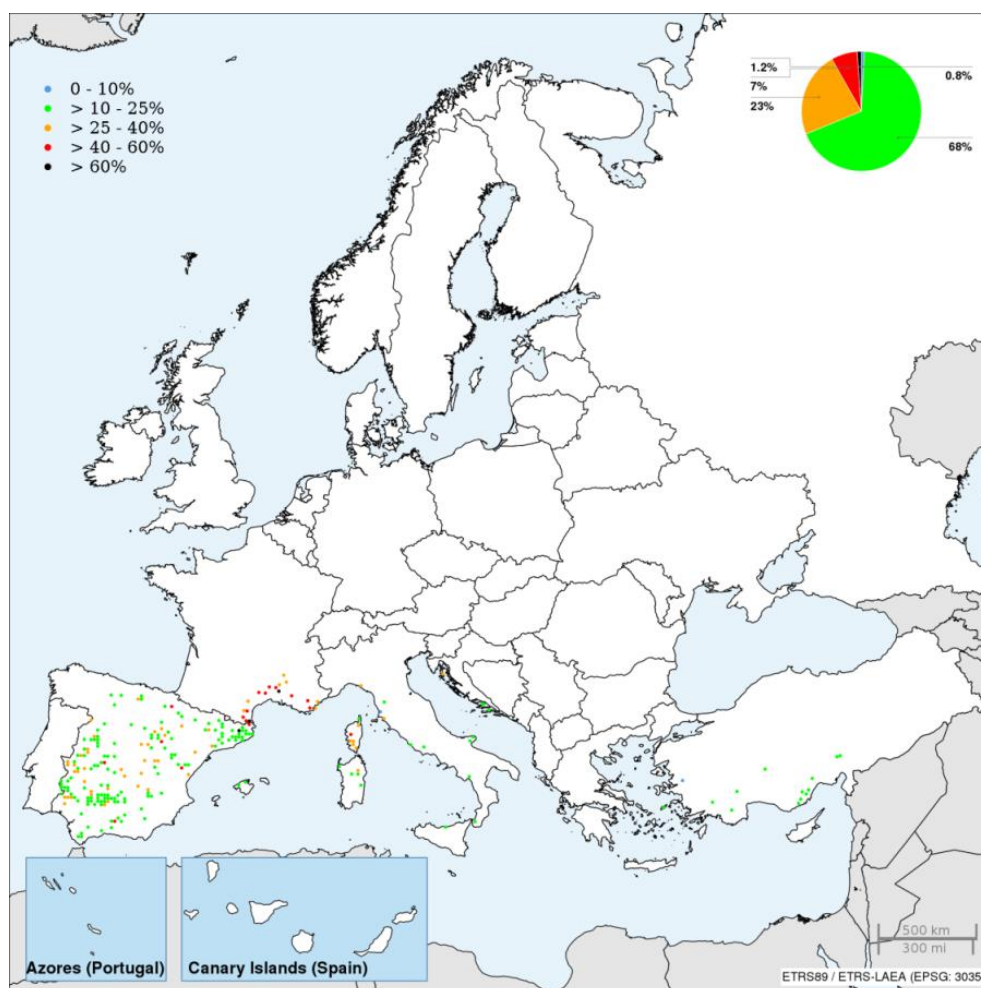 0 - 10%
> 10 - 25%
> 25 - 40%
> 40 - 60%
> 60%
1.2%
7%
23%
0.8%
68%
500 km
300 mi
Azores (Portugal)
Canary Islands (Spain)
ETRS89 / ETRS-LAEA (EPSG: 3035